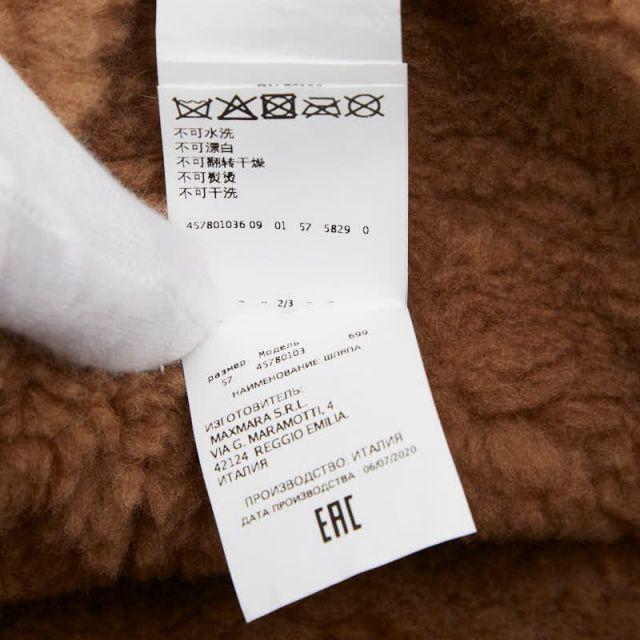 不可水洗
不可漂白
不可翻转干燥
不可熨烫
不可干洗
457801036 09 01 57 5829 0
2/3
размер Модель 699
57 45780103
НАИМЕНОВАНИЕ: ШЛЯПА
ИЗГОТОВИТЕЛЬ:
MAXMARA S.R.L.
VIA G. MARAMOTTI, 4
42124 REGGIO EMILIA.
ИТАЛИЯ
ПРОИЗВОДСТВО: ИТАЛИЯ
ДАТА ПРОИЗВОДСТВА : 06/07/2020
EAC